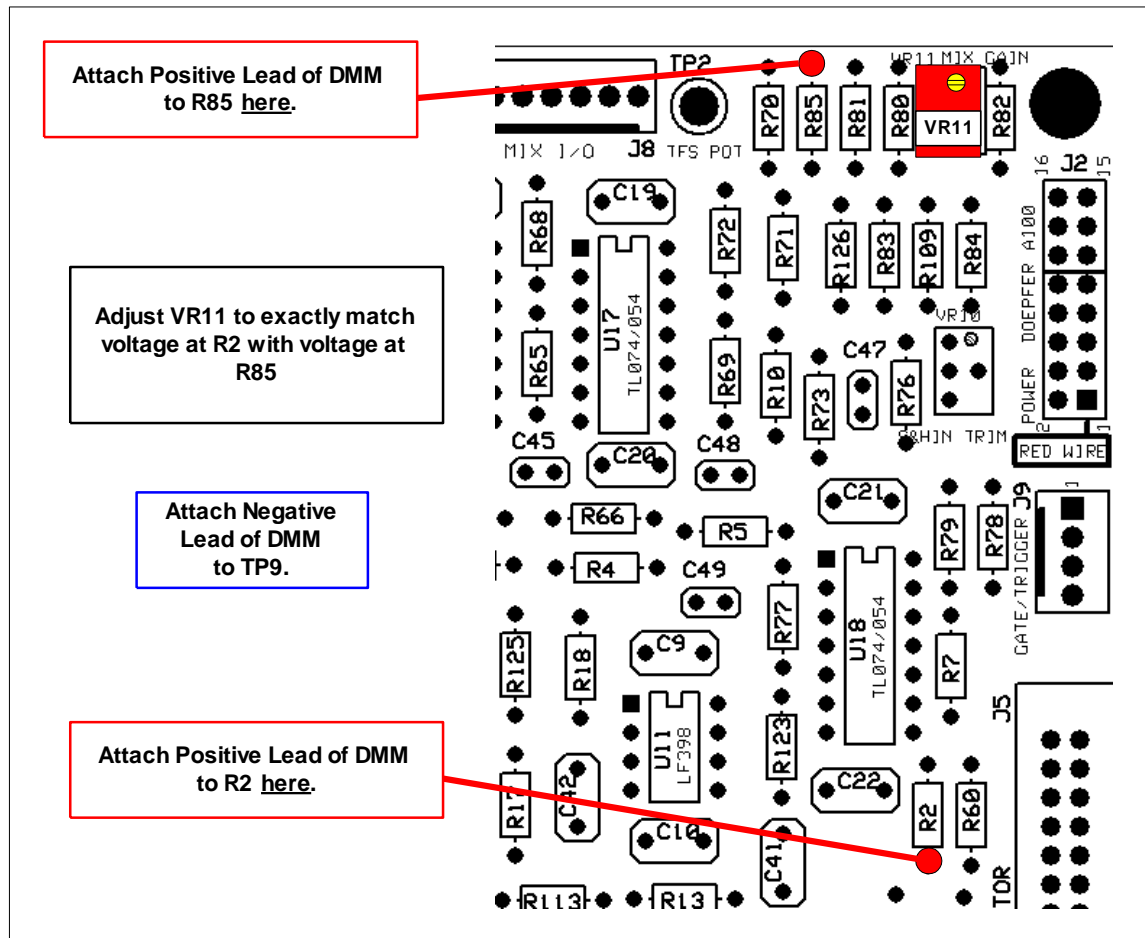 Attach Positive Lead of DMM
to R85 here.
Adjust VR11 to exactly match
voltage at R2 with voltage at
R85
Attach Negative
Lead of DMM
to TP9.
Attach Positive Lead of DMM
to R2 here.
TP2
VR11 MIX GAIN
R70
R85
R81
R80
VR11
R82
MIX I/O
J8
TFS POT
16
J2
15
R68
C19
R72
R71
R126
R83
R109
R84
POWER DOEPFER A100
U17
TL074/054
VR10
R65
R69
R10
R73
C47
R76
S&HIN TRIM
2
1
RED WIRE
C45
C20
C48
C21
R66
R5
R79
R78
J9
1
GATE/TRIGGER
R4
C49
R77
U18
TL074/054
R125
R18
C9
R7
J5
U11
LF398
R123
C42
C22
R2
R60
C10
C41
R113
R13
TOR